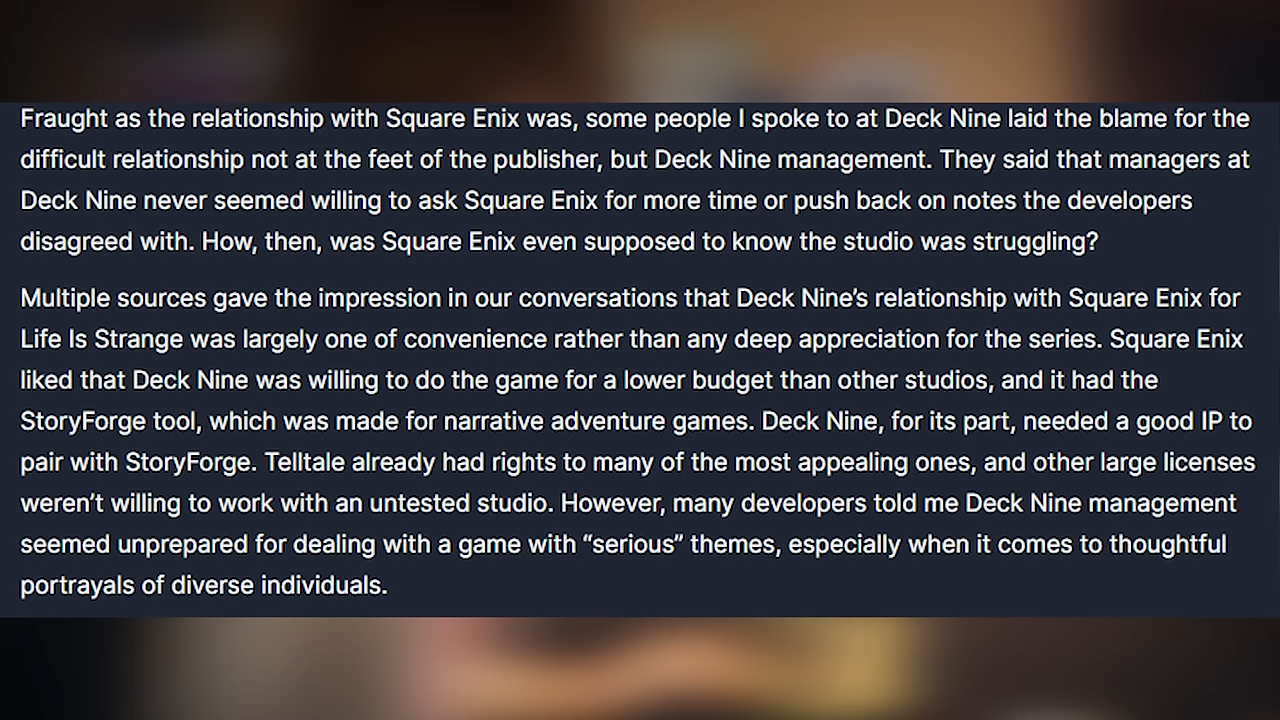 Fraught as the relationship with Square Enix was, some people I spoke to at Deck Nine laid the blame for the
difficult relationship not at the feet of the publisher, but Deck Nine management. They said that managers at
Deck Nine never seemed willing to ask Square Enix for more time or push back on notes the developers
disagreed with. How, then, was Square Enix even supposed to know the studio was struggling?
Multiple sources gave the impression in our conversations that Deck Nine’s relationship with Square Enix for
Life Is Strange was largely one of convenience rather than any deep appreciation for the series. Square Enix
liked that Deck Nine was willing to do the game for a lower budget than other studios, and it had the
StoryForge tool, which was made for narrative adventure games. Deck Nine, for its part, needed a good IP to
pair with StoryForge. Telltale already had rights to many of the most appealing ones, and other large licenses
weren’t willing to work with an untested studio. However, many developers told me Deck Nine management
seemed unprepared for dealing with a game with “serious” themes, especially when it comes to thoughtful
portrayals of diverse individuals.